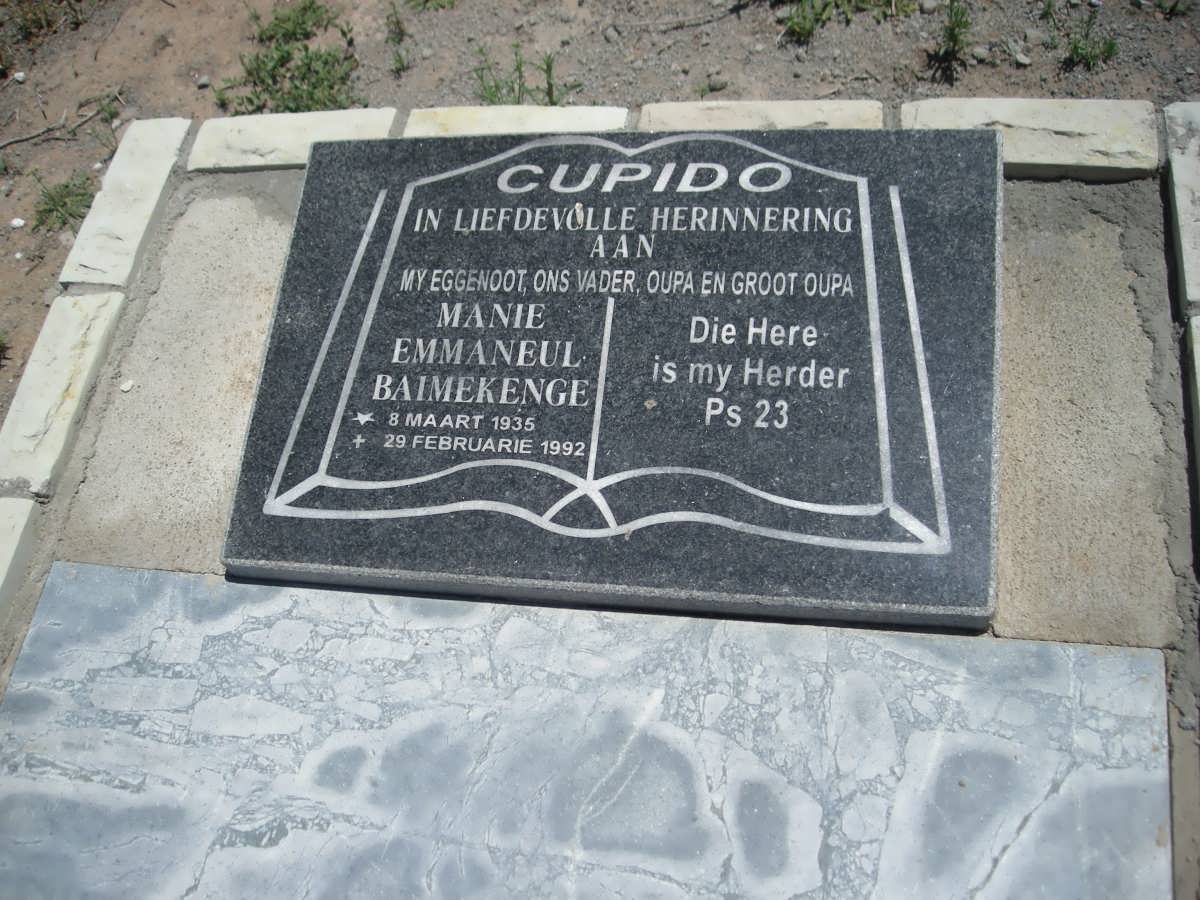 CUPIDO
IN LIEFDEVOLLE HERINNERING
AAN
MY EGGENOOT, ONS VADER, OUPA EN GROOT OUPA
MANIE
EMMANEUL
BAIMEKENGE
8 MAART 1935
29 FEBRUARIE 1992
Die Here
is my Herder
Ps 23